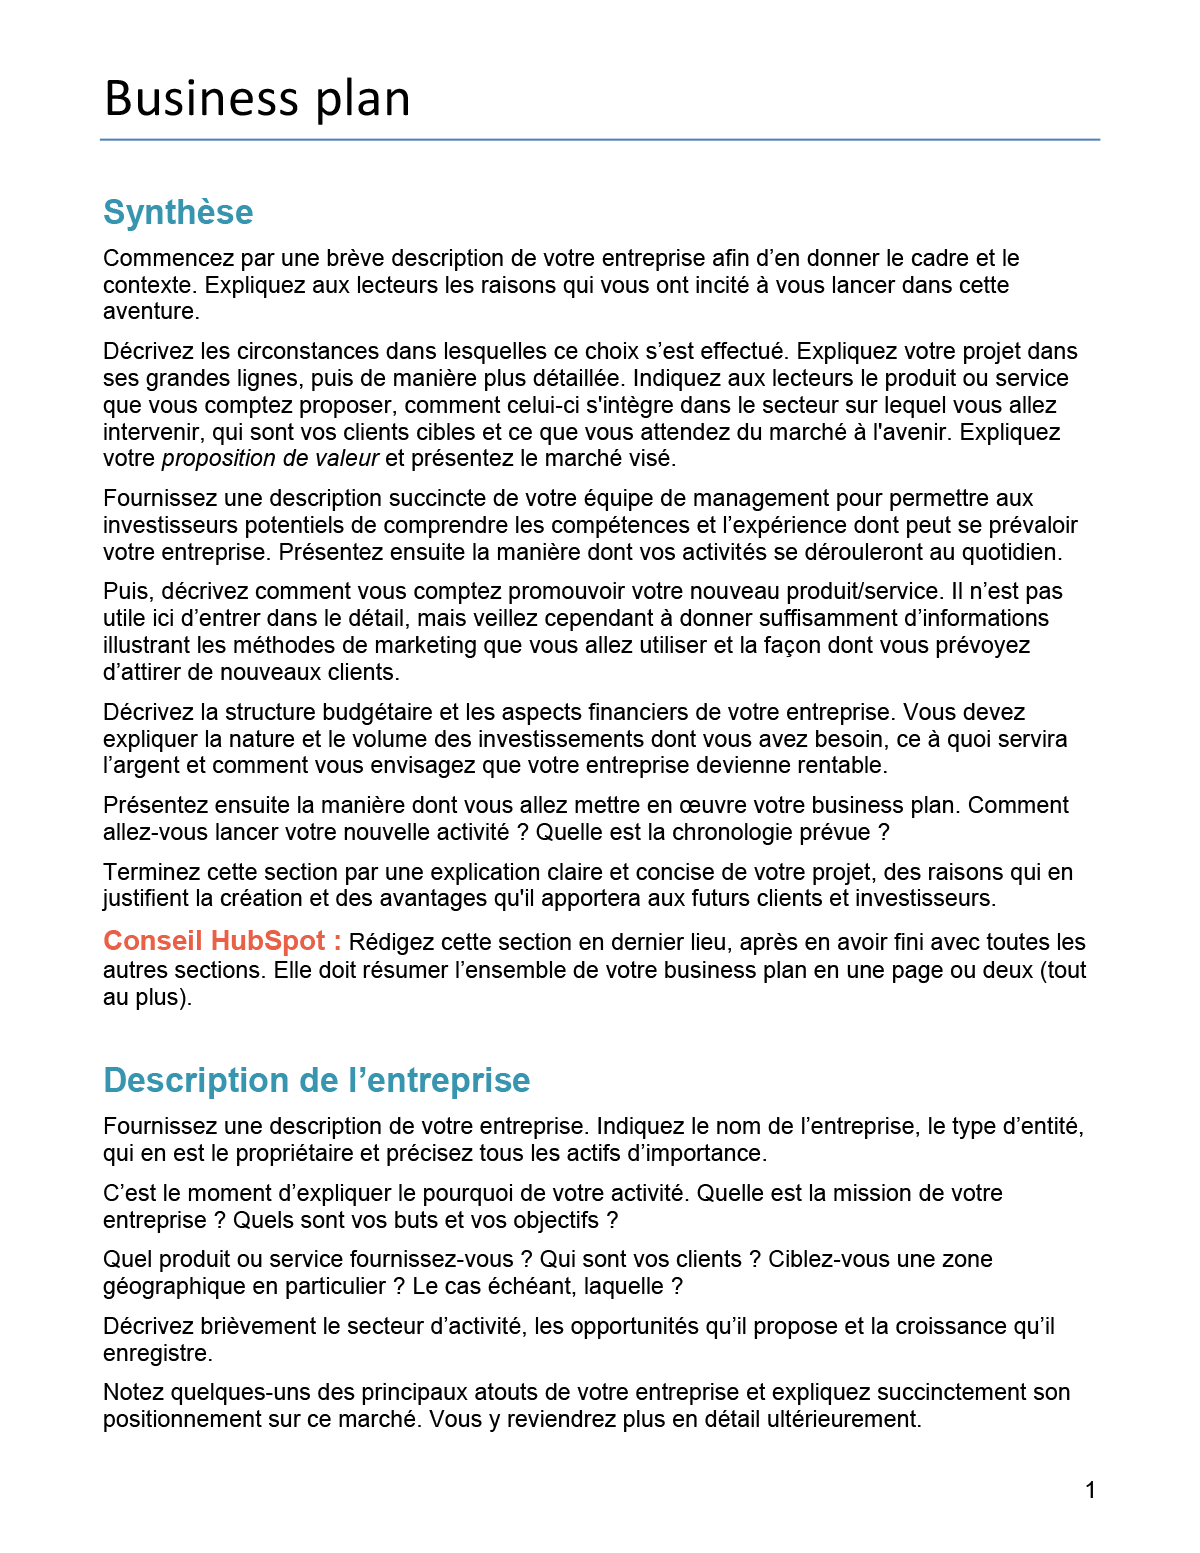 Business plan
Synthèse
Commencez par une brève description de votre entreprise afin d’en donner le cadre et le
contexte. Expliquez aux lecteurs les raisons qui vous ont incité à vous lancer dans cette
aventure.
Décrivez les circonstances dans lesquelles ce choix s’est effectué. Expliquez votre projet dans
ses grandes lignes, puis de manière plus détaillée. Indiquez aux lecteurs le produit ou service
que vous comptez proposer, comment celui-ci s'intègre dans le secteur sur lequel vous allez
intervenir, qui sont vos clients cibles et ce que vous attendez du marché à l'avenir. Expliquez
votre proposition de valeur et présentez le marché visé.
Fournissez une description succincte de votre équipe de management pour permettre aux
investisseurs potentiels de comprendre les compétences et l’expérience dont peut se prévaloir
votre entreprise. Présentez ensuite la manière dont vos activités se dérouleront au quotidien.
Puis, décrivez comment vous comptez promouvoir votre nouveau produit/service. Il n’est pas
utile ici d’entrer dans le détail, mais veillez cependant à donner suffisamment d’informations
illustrant les méthodes de marketing que vous allez utiliser et la façon dont vous prévoyez
d’attirer de nouveaux clients.
Décrivez la structure budgétaire et les aspects financiers de votre entreprise. Vous devez
expliquer la nature et le volume des investissements dont vous avez besoin, ce à quoi servira
l’argent et comment vous envisagez que votre entreprise devienne rentable.
Présentez ensuite la manière dont vous allez mettre en œuvre votre business plan. Comment
allez-vous lancer votre nouvelle activité ? Quelle est la chronologie prévue ?
Terminez cette section par une explication claire et concise de votre projet, des raisons qui en
justifient la création et des avantages qu'il apportera aux futurs clients et investisseurs.
Conseil HubSpot : Rédigez cette section en dernier lieu, après en avoir fini avec toutes les
autres sections. Elle doit résumer l’ensemble de votre business plan en une page ou deux (tout
au plus).
Description de l’entreprise
Fournissez une description de votre entreprise. Indiquez le nom de l’entreprise, le type d’entité,
qui en est le propriétaire et précisez tous les actifs d’importance.
C’est le moment d’expliquer le pourquoi de votre activité. Quelle est la mission de votre
entreprise ? Quels sont vos buts et vos objectifs ?
Quel produit ou service fournissez-vous ? Qui sont vos clients ? Ciblez-vous une zone
géographique en particulier ? Le cas échéant, laquelle ?
Décrivez brièvement le secteur d’activité, les opportunités qu’il propose et la croissance qu’il
enregistre.
Notez quelques-uns des principaux atouts de votre entreprise et expliquez succinctement son
positionnement sur ce marché. Vous y reviendrez plus en détail ultérieurement.
1